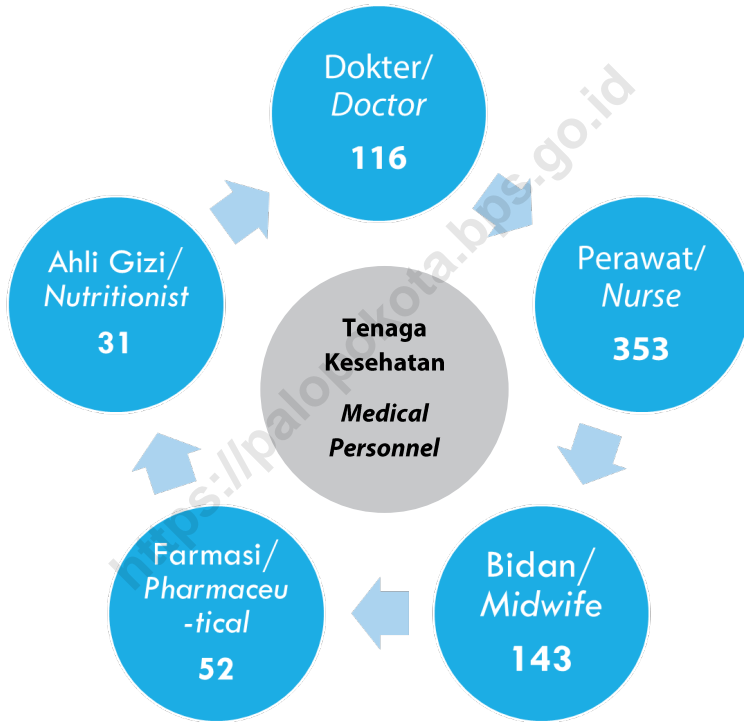 Dokter/
Doctor
116
Perawat/
Nurse
353
Bidan/
Midwife
143
Farmasi/
Pharmaceu
-tical
52
Ahli Gizi/
Nutritionist
31
Tenaga
Kesehatan
Medical
Personnel
https://palopokota.bps.go.id